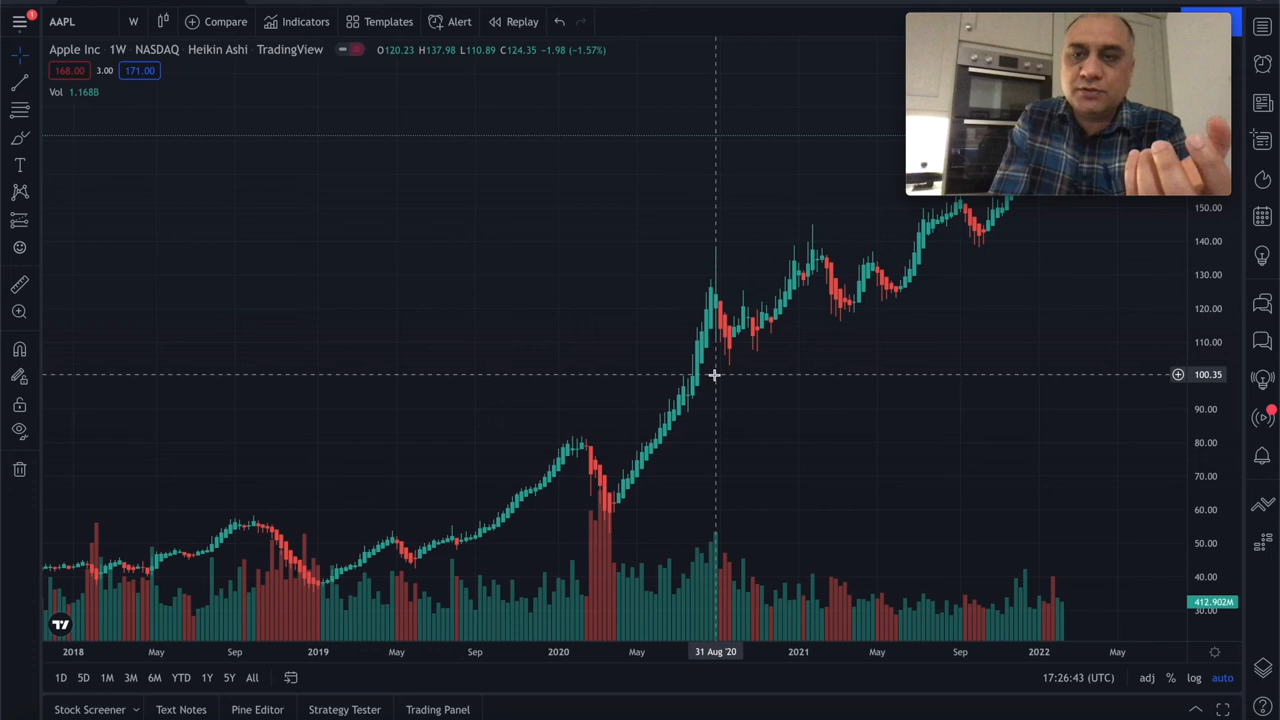 1
AAPL
W
Compare
Indicators
Templates
Alert
Replay
Apple Inc · 1W · NASDAQ · Heikin Ashi · TradingView
O120.23 H137.98 L110.89 C124.35 −1.98 (−1.57%)
168.00 3.00 171.00
Vol 1.168B
150.00
140.00
130.00
120.00
110.00
100.35
90.00
80.00
70.00
60.00
50.00
40.00
412.902M
30.00
2018 May Sep 2019 May Sep 2020 May 31 Aug '20 2021 May Sep 2022 May
1D 5D 1M 3M 6M YTD 1Y 5Y All
17:26:43 (UTC) adj % log auto
Stock Screener Text Notes Pine Editor Strategy Tester Trading Panel